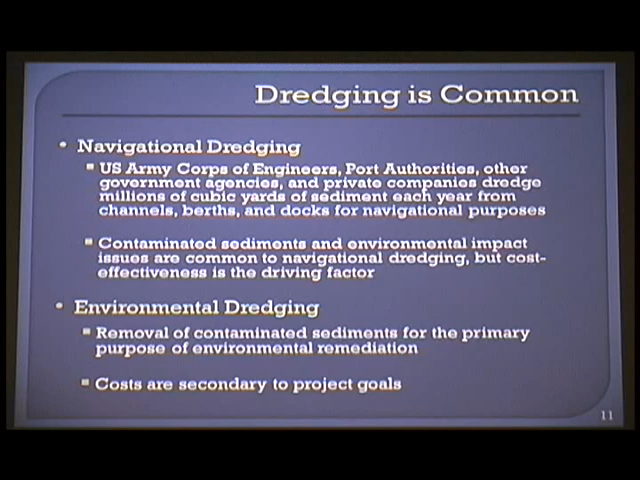 Dredging is Common
• Navigational Dredging
▪ US Army Corps of Engineers, Port Authorities, other
government agencies, and private companies dredge
millions of cubic yards of sediment each year from
channels, berths, and docks for navigational purposes
▪ Contaminated sediments and environmental impact
issues are common to navigational dredging, but cost-
effectiveness is the driving factor
• Environmental Dredging
▪ Removal of contaminated sediments for the primary
purpose of environmental remediation
▪ Costs are secondary to project goals
11